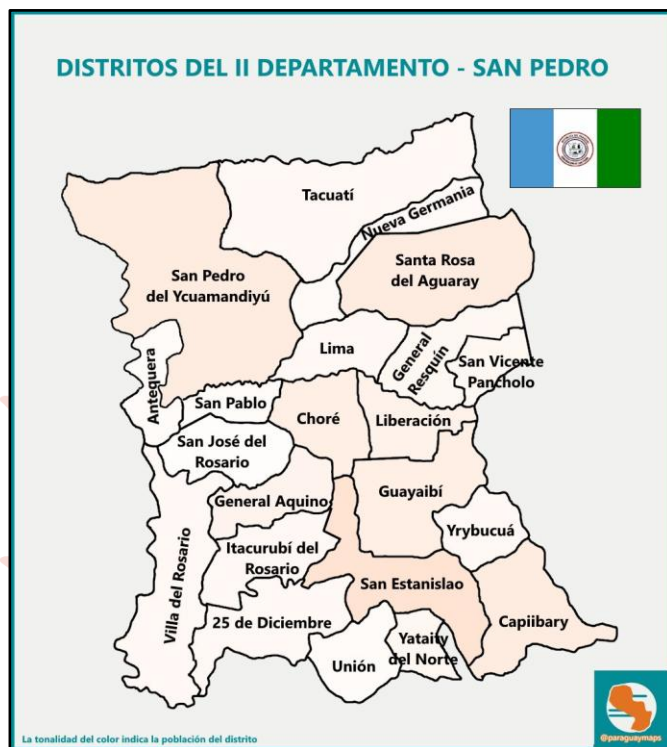 DISTRITOS DEL II DEPARTAMENTO - SAN PEDRO
Tacuatí
Nueva Germania
San Pedro
del Ycuamandiyú
Santa Rosa
del Aguaray
Antequera
Lima
General
Resquín
San Vicente
Pancholo
San Pablo
Choré
Liberación
San José del
Rosario
General Aquino
Guayaibí
Villa del Rosario
Itacurubí del
Rosario
Yrybucuá
San Estanislao
25 de Diciembre
Capiibary
Unión
Yataity
del Norte
La tonalidad del color indica la población del distrito
@paraguaymaps